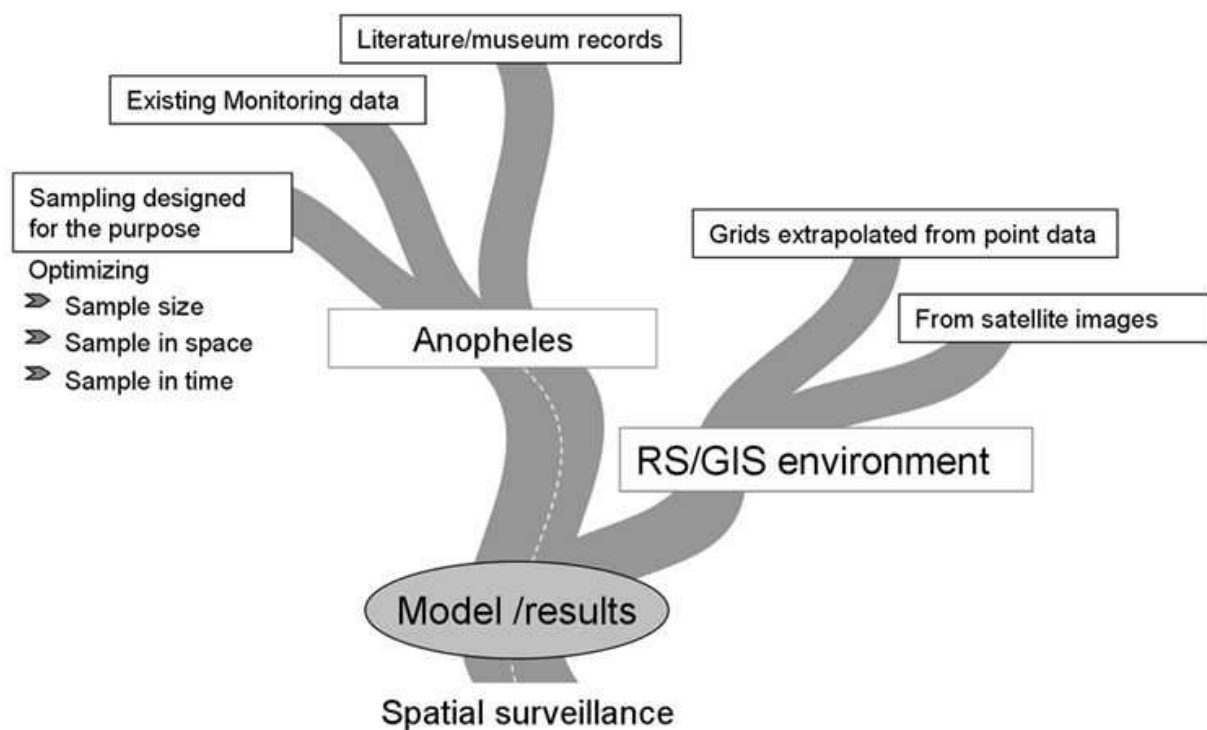 Literature/museum records
Existing Monitoring data
Sampling designed
for the purpose
Optimizing
Sample size
Sample in space
Sample in time
Grids extrapolated from point data
From satellite images
Anopheles
RS/GIS environment
Model /results
Spatial surveillance